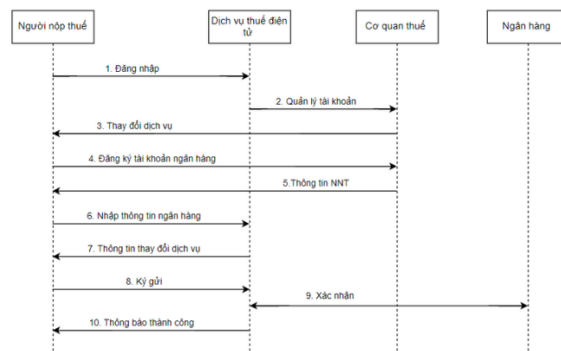 Người nộp thuế
Dịch vụ thuế điện
tử
Cơ quan thuế
Ngân hàng
1. Đăng nhập
2. Quản lý tài khoản
3. Thay đổi dịch vụ
4. Đăng ký tài khoản ngân hàng
5.Thông tin NNT
6. Nhập thông tin ngân hàng
7. Thông tin thay đổi dịch vụ
8. Ký gửi
9. Xác nhận
10. Thông báo thành công